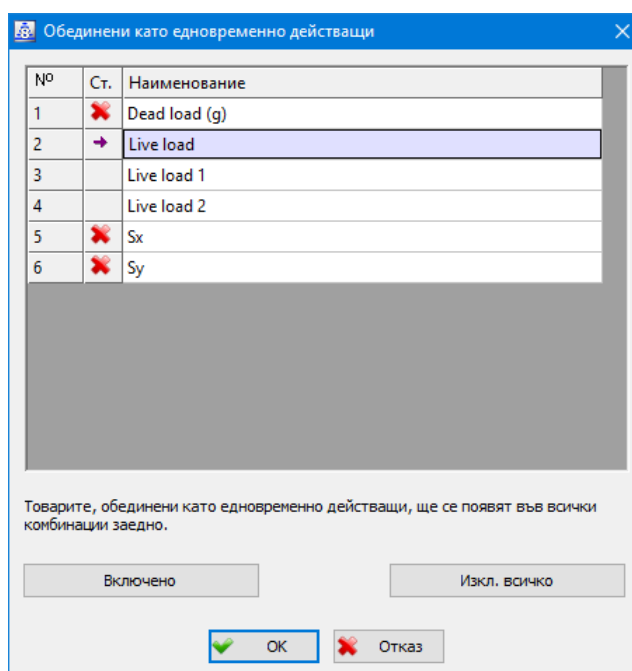 Обединени като едновременно действащи
№ Ст. Наименование
1 Dead load (g)
2 Live load
3 Live load 1
4 Live load 2
5 Sx
6 Sy
Товарите, обединени като едновременно действащи, ще се появят във всички
комбинации заедно.
Включено Изкл. всичко
OK Отказ